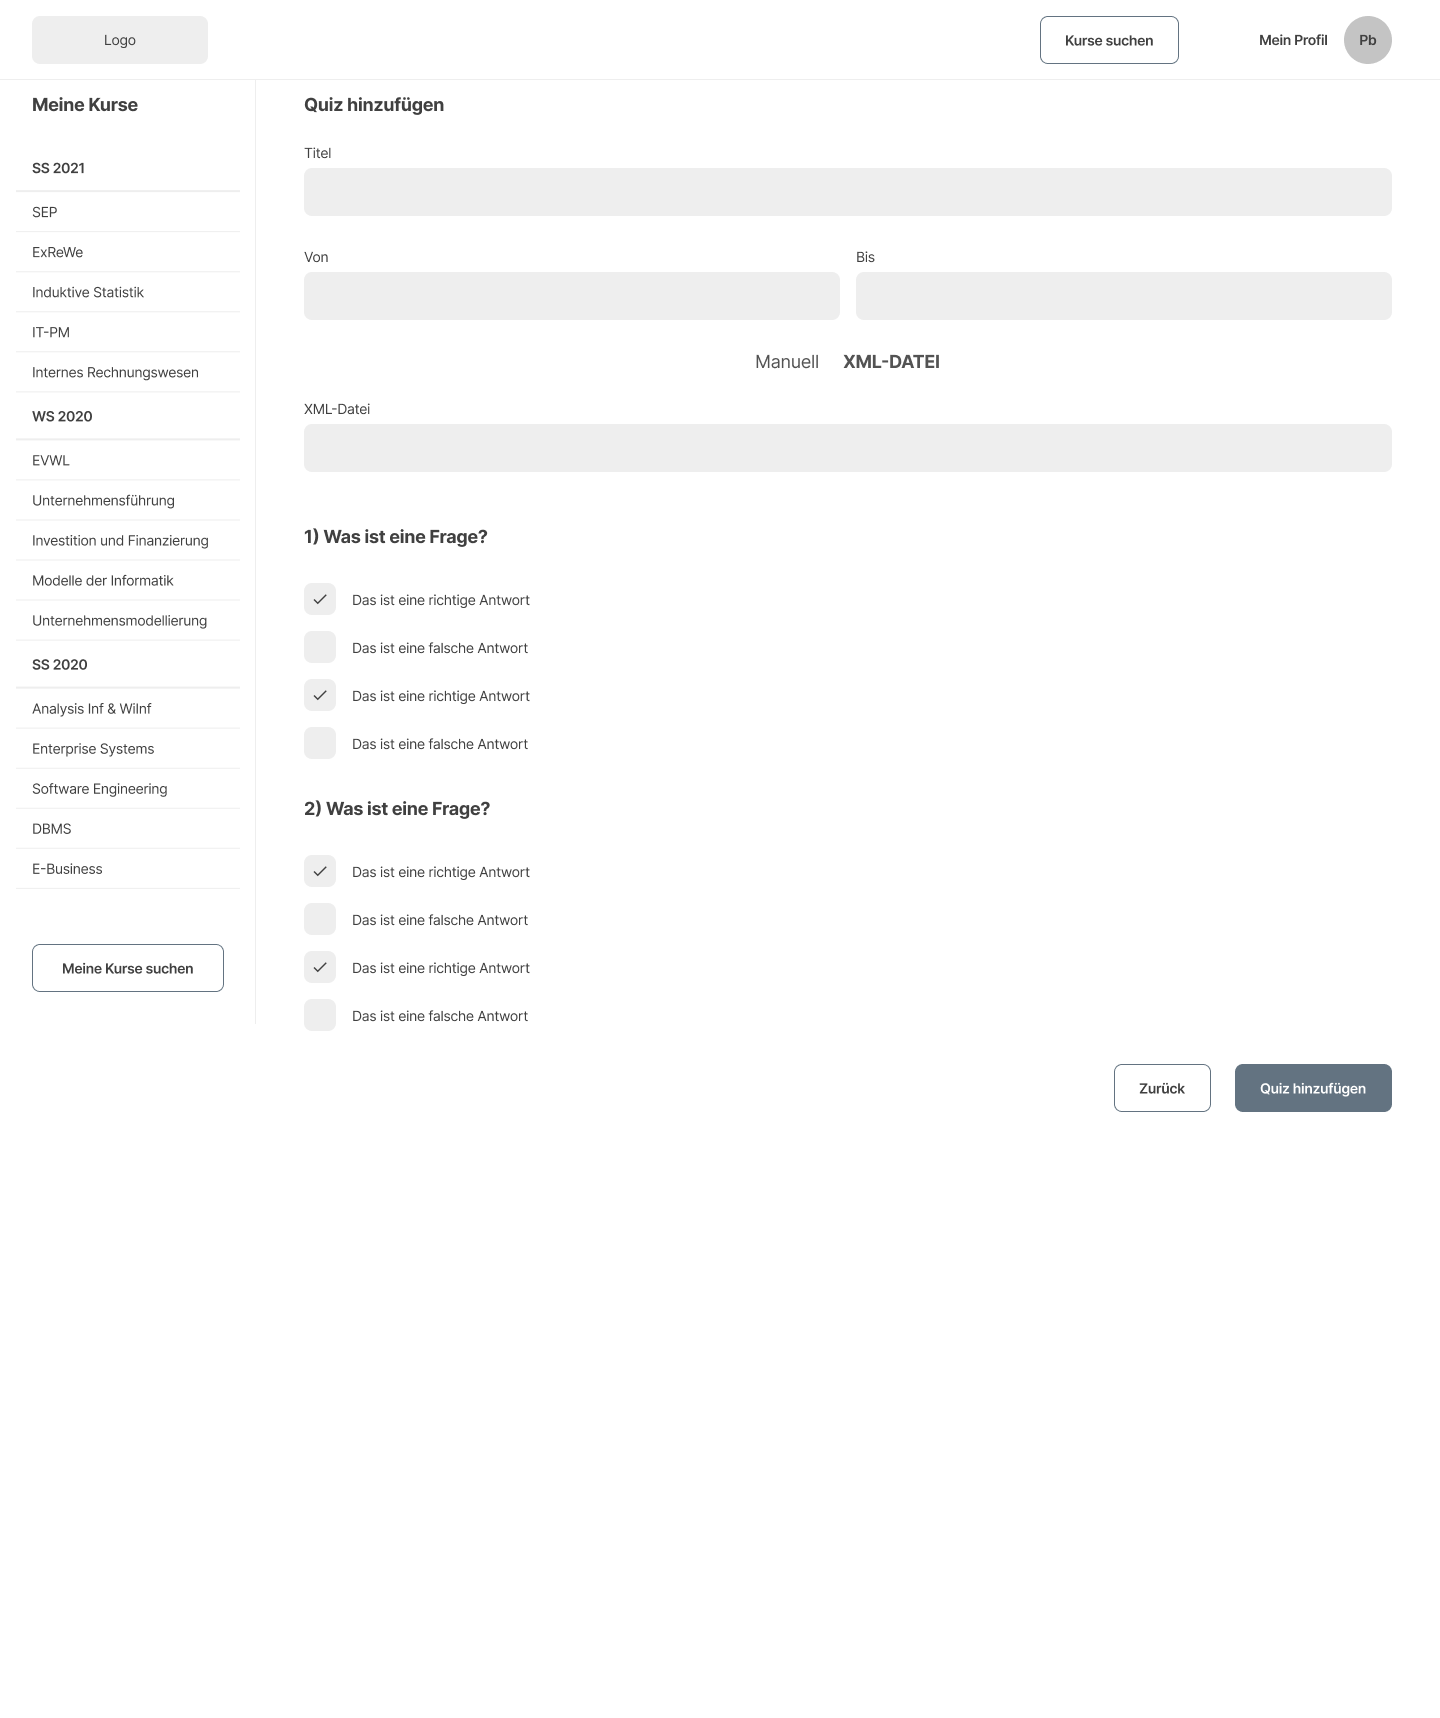 Logo
Kurse suchen
Mein Profil
Pb
Meine Kurse
SS 2021
SEP
ExReWe
Induktive Statistik
IT-PM
Internes Rechnungswesen
WS 2020
EVWL
Unternehmensführung
Investition und Finanzierung
Modelle der Informatik
Unternehmensmodellierung
SS 2020
Analysis Inf & WiInf
Enterprise Systems
Software Engineering
DBMS
E-Business
Meine Kurse suchen
Quiz hinzufügen
Titel
Von
Bis
Manuell XML-DATEI
XML-Datei
1) Was ist eine Frage?
Das ist eine richtige Antwort
Das ist eine falsche Antwort
Das ist eine richtige Antwort
Das ist eine falsche Antwort
2) Was ist eine Frage?
Das ist eine richtige Antwort
Das ist eine falsche Antwort
Das ist eine richtige Antwort
Das ist eine falsche Antwort
Zurück
Quiz hinzufügen